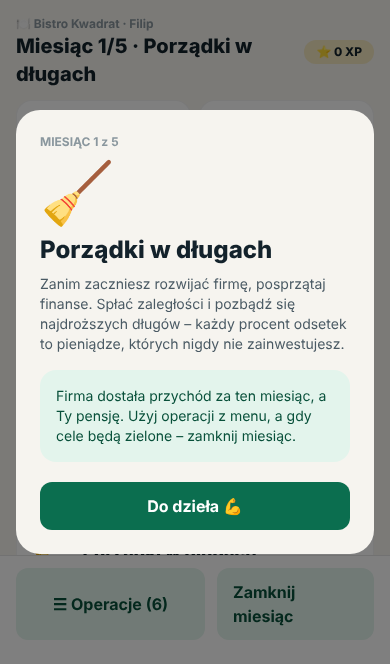 Bistro Kwadrat · Filip
Miesiąc 1/5 · Porządki w
długach
0 XP
MIESIĄC 1 z 5
Porządki w długach
Zanim zaczniesz rozwijać firmę, posprzątaj
finanse. Spłać zaległości i pozbądź się
najdroższych długów – każdy procent odsetek
to pieniądze, których nigdy nie zainwestujesz.
Firma dostała przychód za ten miesiąc, a
Ty pensję. Użyj operacji z menu, a gdy
cele będą zielone – zamknij miesiąc.
Do dzieła 💪
☰ Operacje (6)
Zamknij
miesiąc